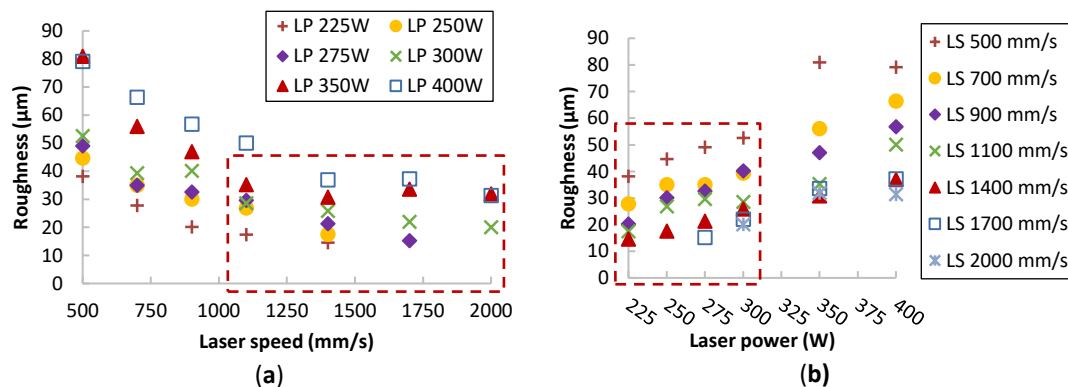 LP 225W LP 250W
LP 275W LP 300W
LP 350W LP 400W
Roughness (µm)
90
80
70
60
50
40
30
20
10
0
500 750 1000 1250 1500 1750 2000
Laser speed (mm/s)
(a)
Roughness (µm)
90
80
70
60
50
40
30
20
10
0
225 250 275 300 325 350 375 400
Laser power (W)
(b)
LS 500 mm/s
LS 700 mm/s
LS 900 mm/s
LS 1100 mm/s
LS 1400 mm/s
LS 1700 mm/s
LS 2000 mm/s